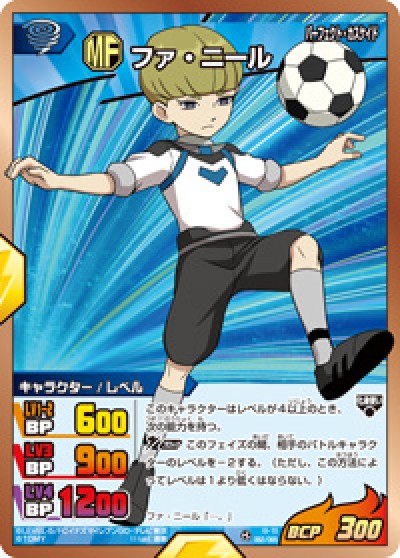 パーフェクト・カスケイド
MF ファ・ニール
キャラクター / レベル
LV1-2 BP 600
LV3 BP 900
LV4 BP 1200
このキャラクターはレベルが4以上のとき、
次の能力を持つ。
このフェイズの間、相手のバトルキャラク
ターのレベルを-2する。(ただし、この方法によ
ってレベルは1より低くはならない。)
ファ・ニール「…。」
©TOMY
BCP 300